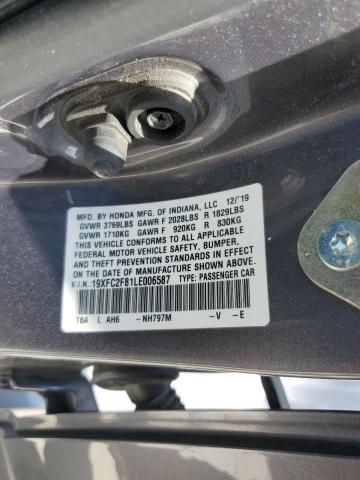 MFD. BY HONDA MFG. OF INDIANA, LLC 12/'19
GVWR 3769LBS GAWR F 2028LBS R 1829LBS
GVWR 1710KG GAWR F 920KG R 830KG
THIS VEHICLE CONFORMS TO ALL APPLICABLE
FEDERAL MOTOR VEHICLE SAFETY, BUMPER,
AND THEFT PREVENTION STANDARDS IN EFFECT
ON THE DATE OF MANUFACTURE SHOWN ABOVE.
V.I.N. 19XFC2F81LE006587 TYPE: PASSENGER CAR
TBA L AH6 -NH797M -V -E